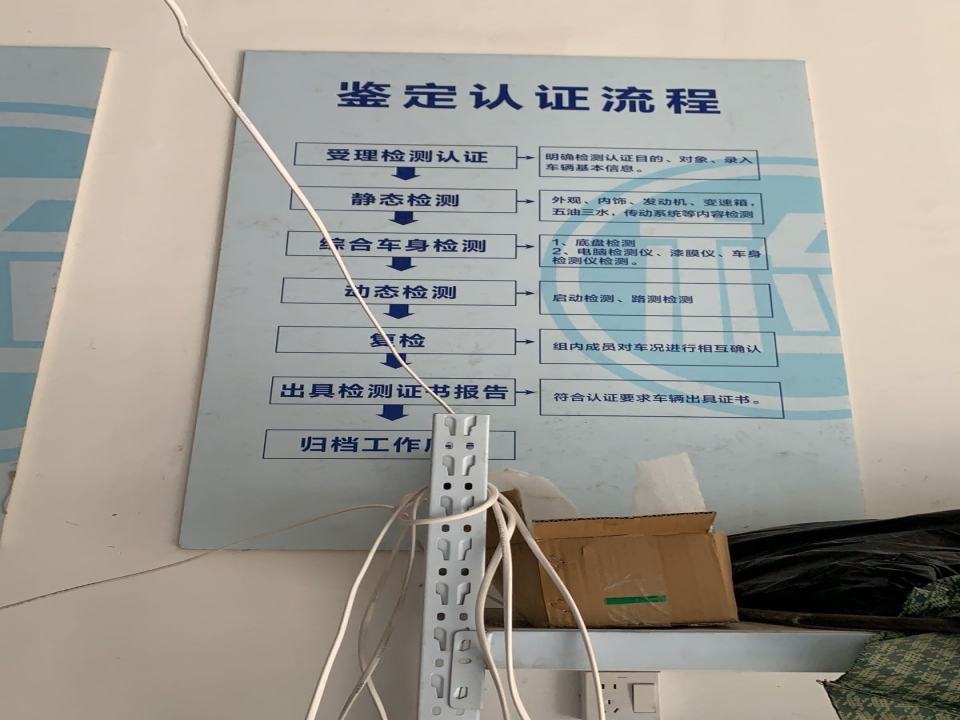 鉴定认证流程
受理检测认证
明确检测认证目的、对象、录入
车辆基本信息。
静态检测
外观、内饰、发动机、变速箱，
五油三水，传动系统等内容检测
综合车身检测
1、底盘检测
2、电脑检测仪、漆膜仪、车身
检测仪检测。
动态检测
启动检测、路测检测
复检
组内成员对车况进行相互确认
出具检测证书报告
符合认证要求车辆出具证书。
归档工作